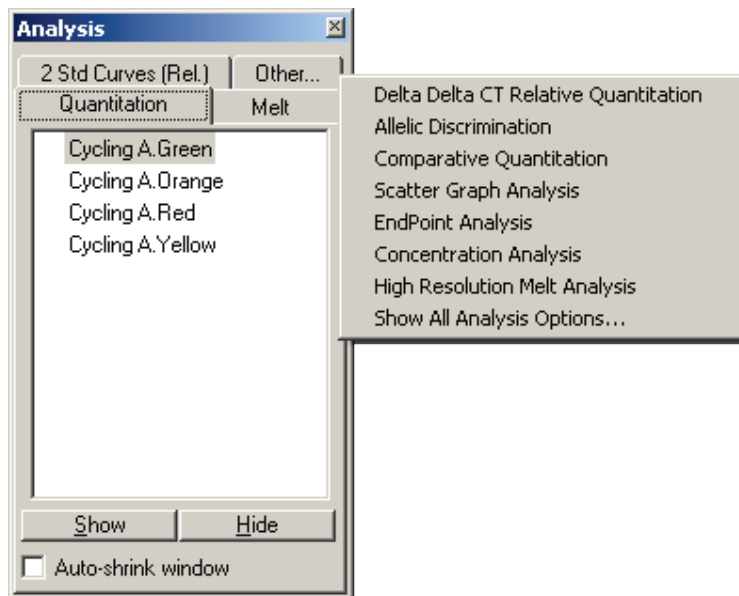 Analysis
2 Std Curves (Rel.) Other...
Quantitation Melt
Cycling A.Green
Cycling A.Orange
Cycling A.Red
Cycling A.Yellow
Show Hide
Auto-shrink window
Delta Delta CT Relative Quantitation
Allelic Discrimination
Comparative Quantitation
Scatter Graph Analysis
EndPoint Analysis
Concentration Analysis
High Resolution Melt Analysis
Show All Analysis Options...